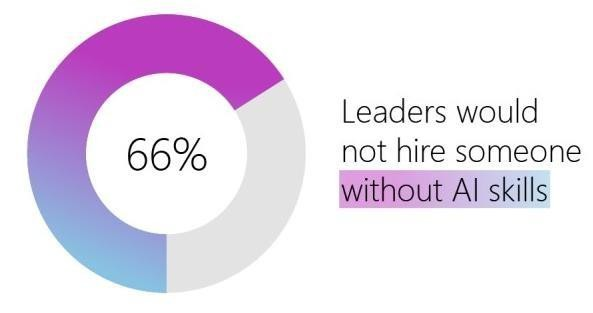 66%
Leaders would
not hire someone
without AI skills